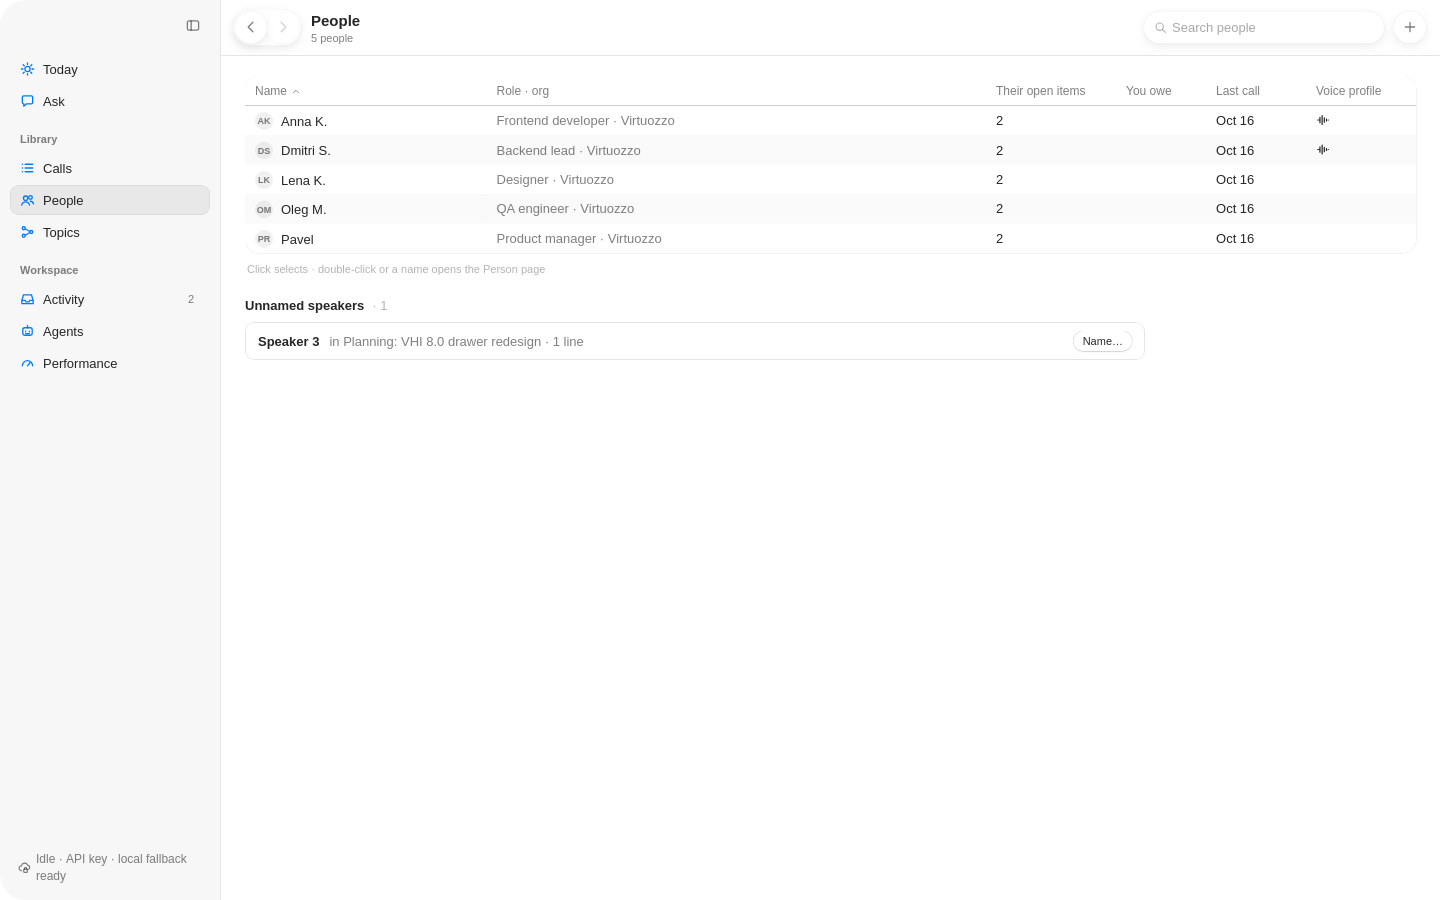 Today
Ask
Library
Calls
People
Topics
Workspace
Activity 2
Agents
Performance
Idle · API key · local fallback
ready
People
5 people
Search people
Name Role · org Their open items You owe Last call Voice profile
AK Anna K. Frontend developer · Virtuozzo 2 Oct 16
DS Dmitri S. Backend lead · Virtuozzo 2 Oct 16
LK Lena K. Designer · Virtuozzo 2 Oct 16
OM Oleg M. QA engineer · Virtuozzo 2 Oct 16
PR Pavel Product manager · Virtuozzo 2 Oct 16
Click selects · double-click or a name opens the Person page
Unnamed speakers · 1
Speaker 3 in Planning: VHI 8.0 drawer redesign · 1 line Name…